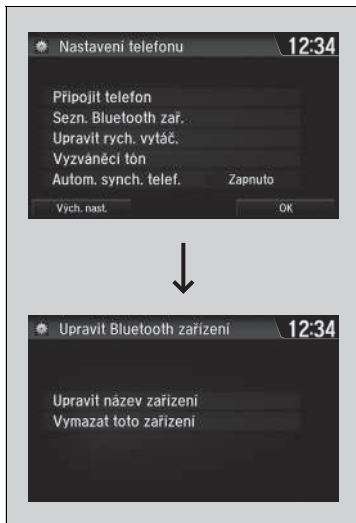 Nastavení telefonu 12:34
Připojit telefon
Sezn. Bluetooth zař.
Upravit rych. vytáč.
Vyzváněcí tón
Autom. synch. telef. Zapnuto
Vých. nast. OK
Upravit Bluetooth zařízení 12:34
Upravit název zařízení
Vymazat toto zařízení